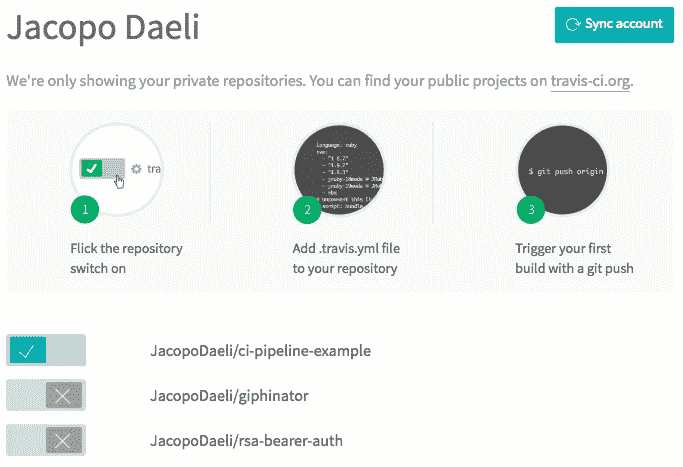 Jacopo Daeli
Sync account
We're only showing your private repositories. You can find your public projects on travis-ci.org.
tra
language: ruby
rvm:
- "1.8.7"
- "1.9.2"
- "1.9.3"
script: bundle
$ git push origin
1
2
3
Flick the repository
switch on
Add .travis.yml file
to your repository
Trigger your first
build with a git push
JacopoDaeli/ci-pipeline-example
JacopoDaeli/giphinator
JacopoDaeli/rsa-bearer-auth